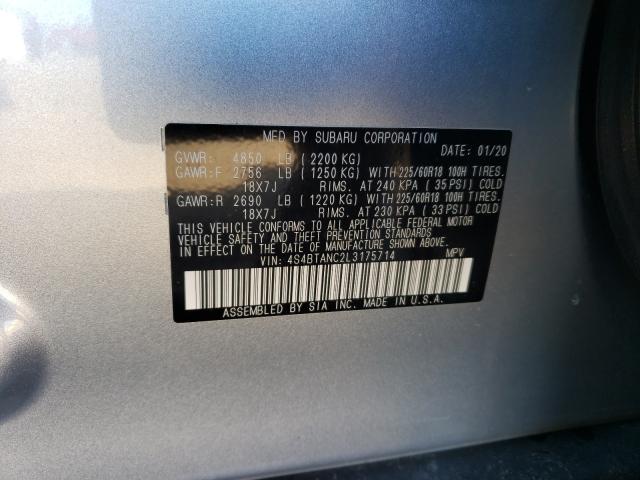 MFD BY SUBARU CORPORATION
DATE: 01/20
GVWR: 4850 LB (2200 KG)
GAWR:F 2756 LB (1250 KG) WITH 225/60R18 100H TIRES.
18X7J RIMS. AT 240 KPA (35 PSI) COLD
GAWR:R 2690 LB (1220 KG) WITH 225/60R18 100H TIRES.
18X7J RIMS. AT 230 KPA (33 PSI) COLD
THIS VEHICLE CONFORMS TO ALL APPLICABLE FEDERAL MOTOR
VEHICLE SAFETY AND THEFT PREVENTION STANDARDS
IN EFFECT ON THE DATE OF MANUFACTURE SHOWN ABOVE.
VIN: 4S4BTANC2L3175714 MPV
ASSEMBLED BY SIA INC. MADE IN U.S.A.